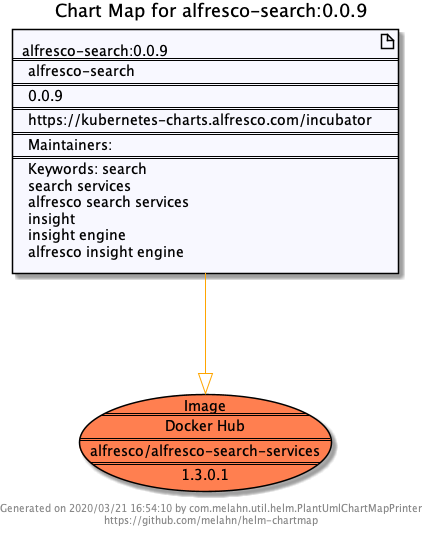 Chart Map for alfresco-search:0.0.9
alfresco-search:0.0.9
alfresco-search
0.0.9
https://kubernetes-charts.alfresco.com/incubator
Maintainers:
Keywords: search
search services
alfresco search services
insight
insight engine
alfresco insight engine
Image
Docker Hub
alfresco/alfresco-search-services
1.3.0.1
Generated on 2020/03/21 16:54:10 by com.melahn.util.helm.PlantUmlChartMapPrinter
https://github.com/melahn/helm-chartmap